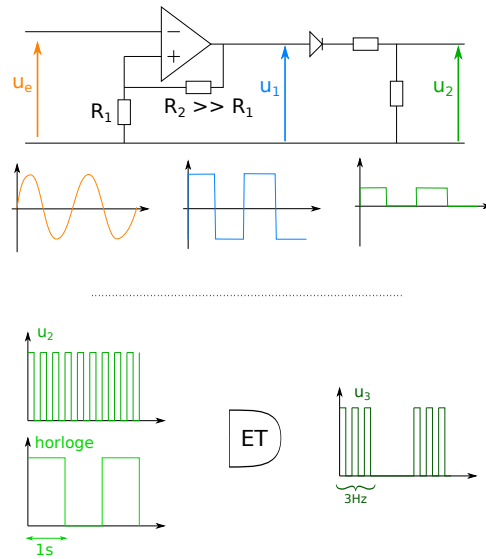 −
+
uₑ
R₁
R₂ >> R₁
u₁
u₂
u₂
horloge
1s
ET
u₃
3Hz